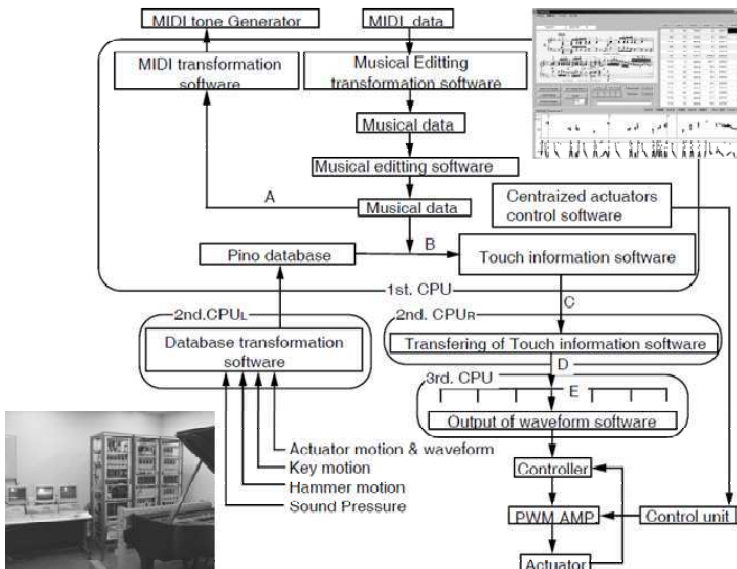 MIDI tone Generator
MIDI data
MIDI transformation
software
Musical Editting
transformation software
Musical data
Musical editting software
A
Musical data
Centraized actuators
control software
B
Pino database
Touch information software
1st. CPU
C
2nd.CPUL
2nd. CPUR
Database transformation
software
Transfering of Touch information software
D
3rd. CPU
E
Output of waveform software
Actuator motion & waveform
Key motion
Hammer motion
Sound Pressure
Controller
PWM AMP
Control unit
Actuator